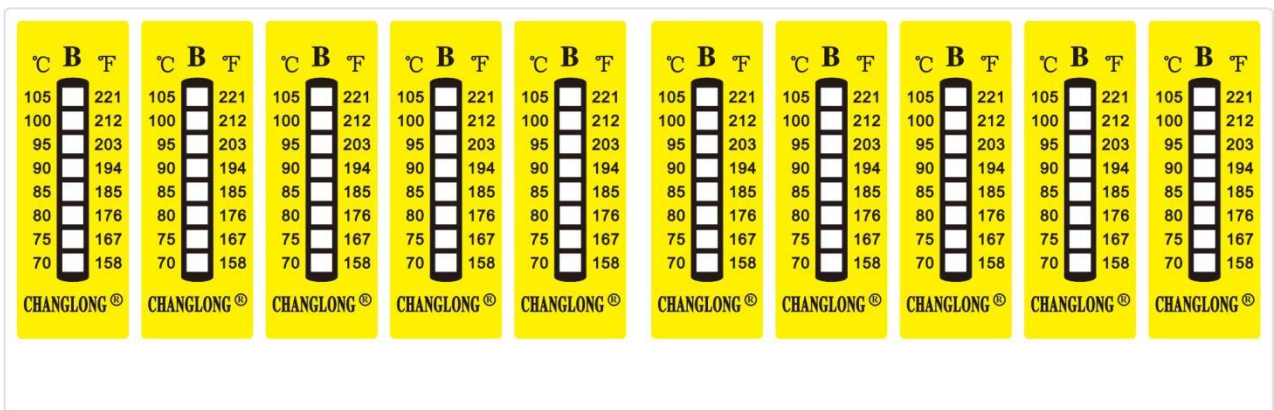 ℃ B ℉ ℃ B ℉ ℃ B ℉ ℃ B ℉ ℃ B ℉ ℃ B ℉ ℃ B ℉ ℃ B ℉ ℃ B ℉ ℃ B ℉
105 221 105 221 105 221 105 221 105 221 105 221 105 221 105 221 105 221 105 221
100 212 100 212 100 212 100 212 100 212 100 212 100 212 100 212 100 212 100 212
95 203 95 203 95 203 95 203 95 203 95 203 95 203 95 203 95 203 95 203
90 194 90 194 90 194 90 194 90 194 90 194 90 194 90 194 90 194 90 194
85 185 85 185 85 185 85 185 85 185 85 185 85 185 85 185 85 185 85 185
80 176 80 176 80 176 80 176 80 176 80 176 80 176 80 176 80 176 80 176
75 167 75 167 75 167 75 167 75 167 75 167 75 167 75 167 75 167 75 167
70 158 70 158 70 158 70 158 70 158 70 158 70 158 70 158 70 158 70 158
CHANGLONG® CHANGLONG® CHANGLONG® CHANGLONG® CHANGLONG® CHANGLONG® CHANGLONG® CHANGLONG® CHANGLONG® CHANGLONG®